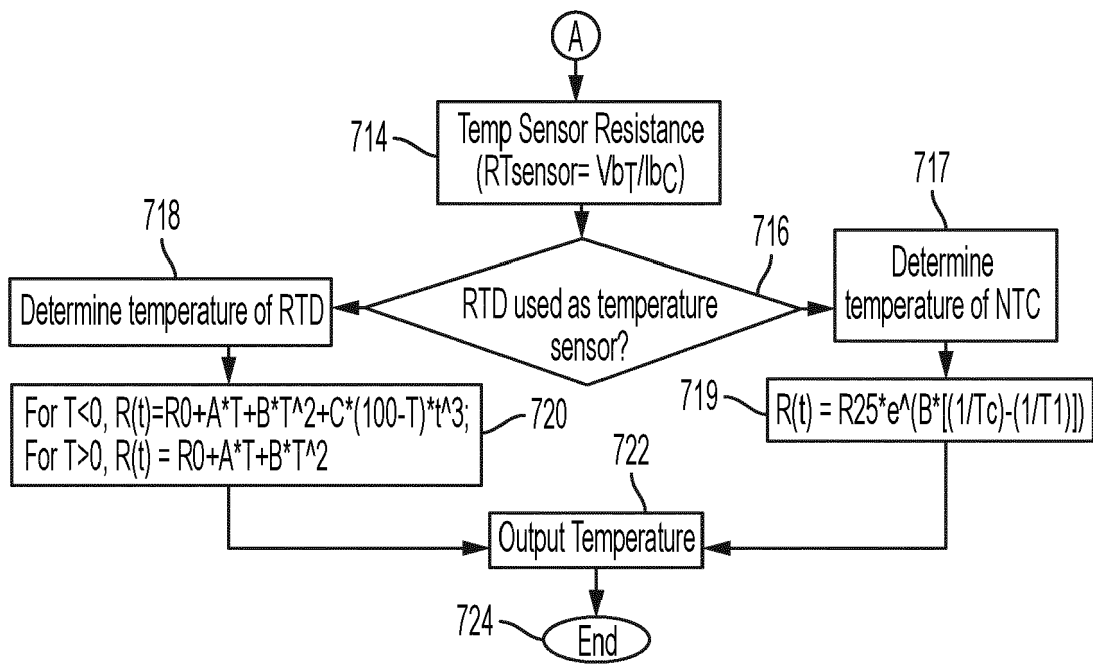 A
714
Temp Sensor Resistance
(RTsensor= VbT/IbC)
718
716
717
Determine temperature of RTD
RTD used as temperature
sensor?
Determine
temperature of NTC
For T<0, R(t)=R0+A*T+B*T^2+C*(100-T)*t^3;
For T>0, R(t) = R0+A*T+B*T^2
720
719
R(t) = R25*e^(B*[(1/Tc)-(1/T1)])
722
Output Temperature
724
End